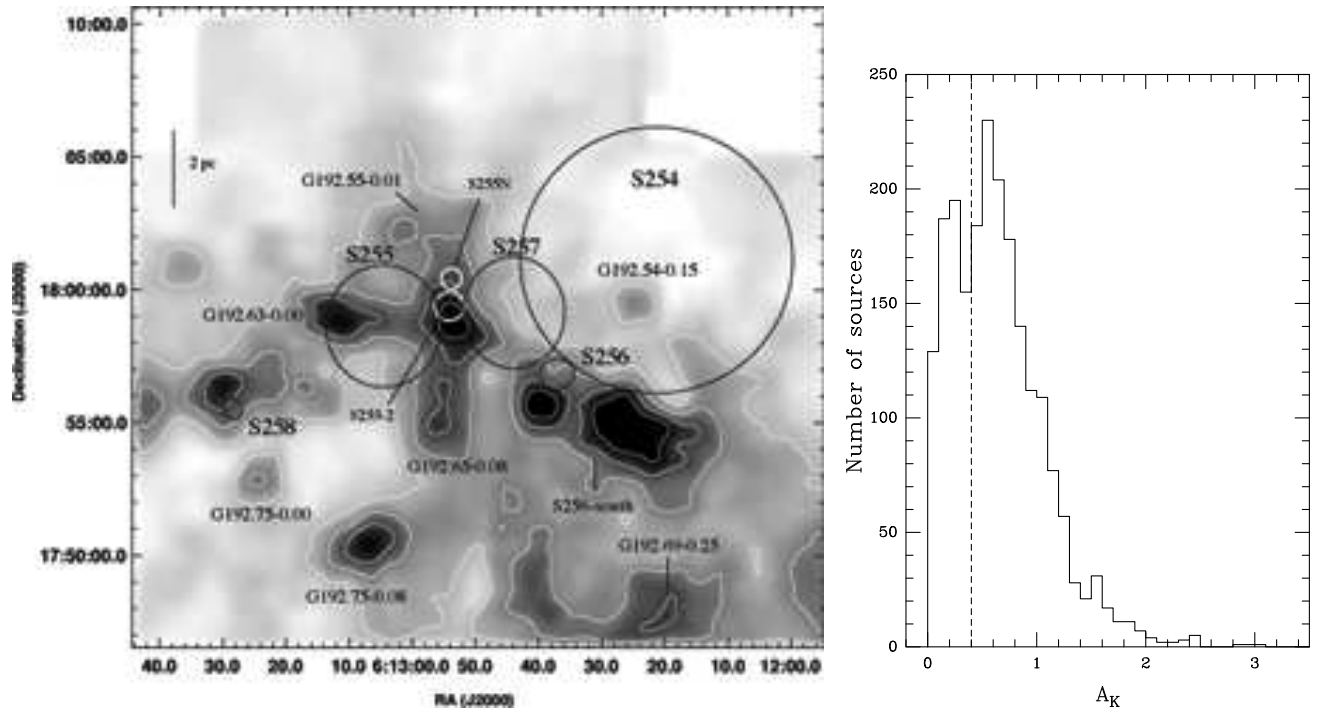 10:00.0
05:00.0
2 pc
S254
G192.55-0.01
S255N
S255
S257
G192.54-0.15
18:00:00.0
G192.63-0.00
S256
S255-2
55:00.0
S258
G192.65-0.08
S256-south
G192.75-0.00
G192.69-0.25
17:50:00.0
G192.75-0.08
40.0 30.0 20.0 10.0 6:13:00.0 50.0 40.0 30.0 20.0 10.0 12:00.0
RA (J2000)
Declination (J2000)
250
200
150
100
50
0
0 1 2 3
A_K
Number of sources